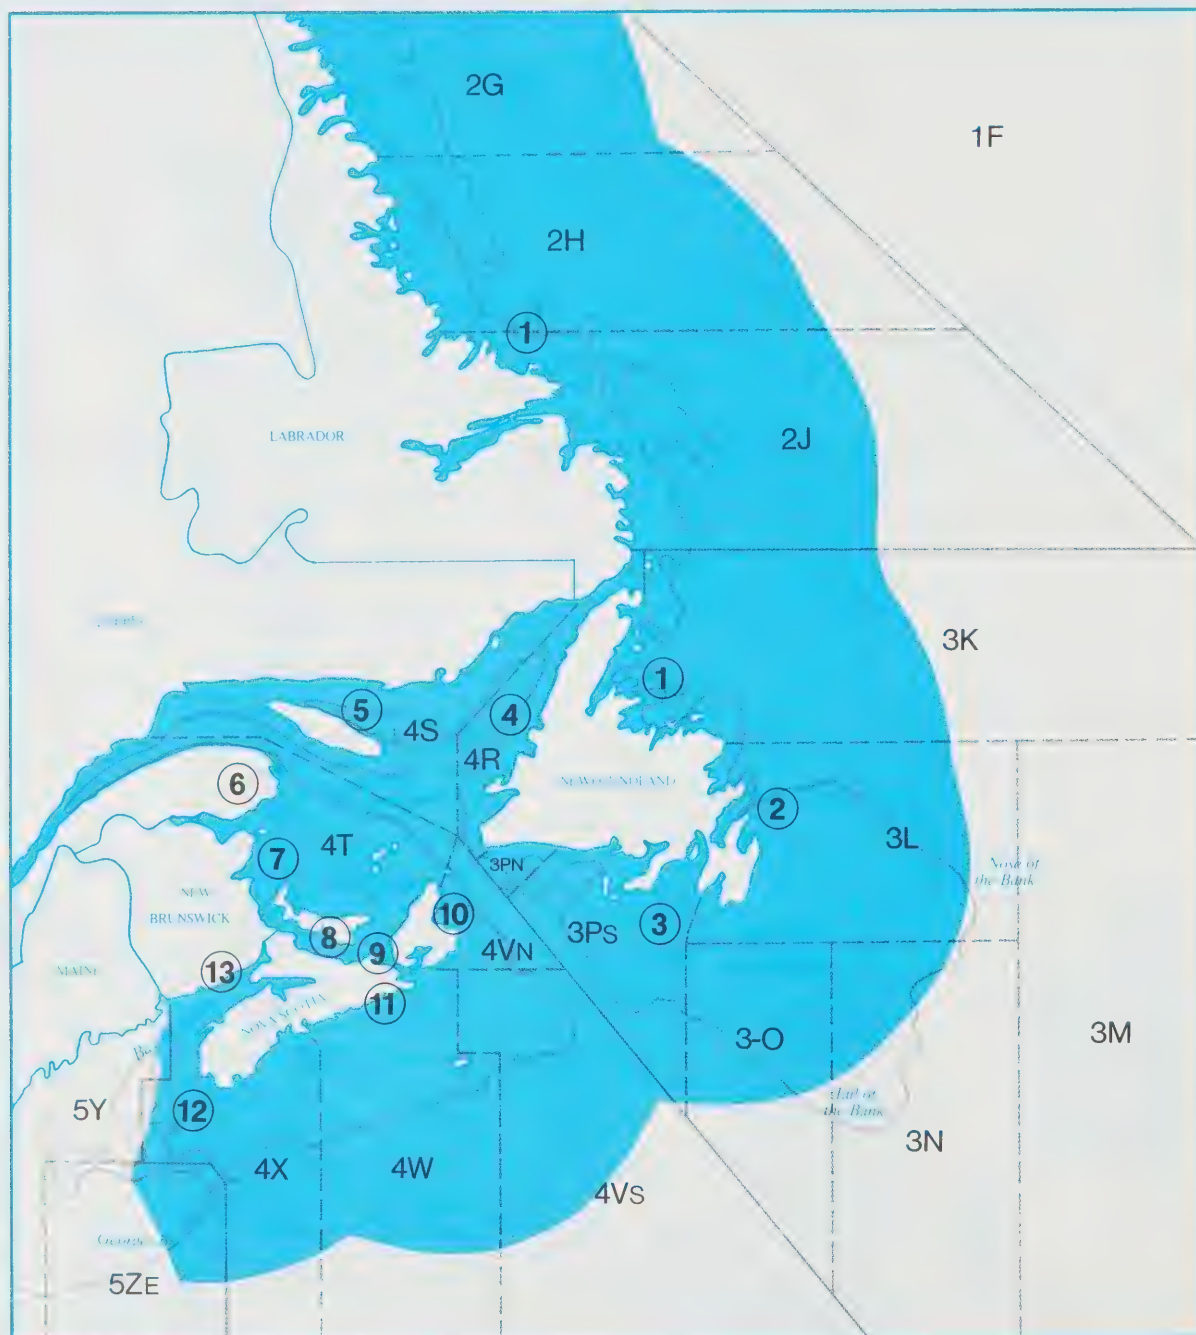 2G
1F
2H
1
LABRADOR
2J
3K
1
5
4
4S
4R
NEWFOUNDLAND
6
2
4T
3L
7
3PN
Nose of
the Bank
NEW
BRUNSWICK
10
8
3PS
3
9
4VN
MAINE
13
11
NOVA SCOTIA
3-O
3M
5Y
12
Tail of
the Bank
3N
4X
4W
4VS
5ZE